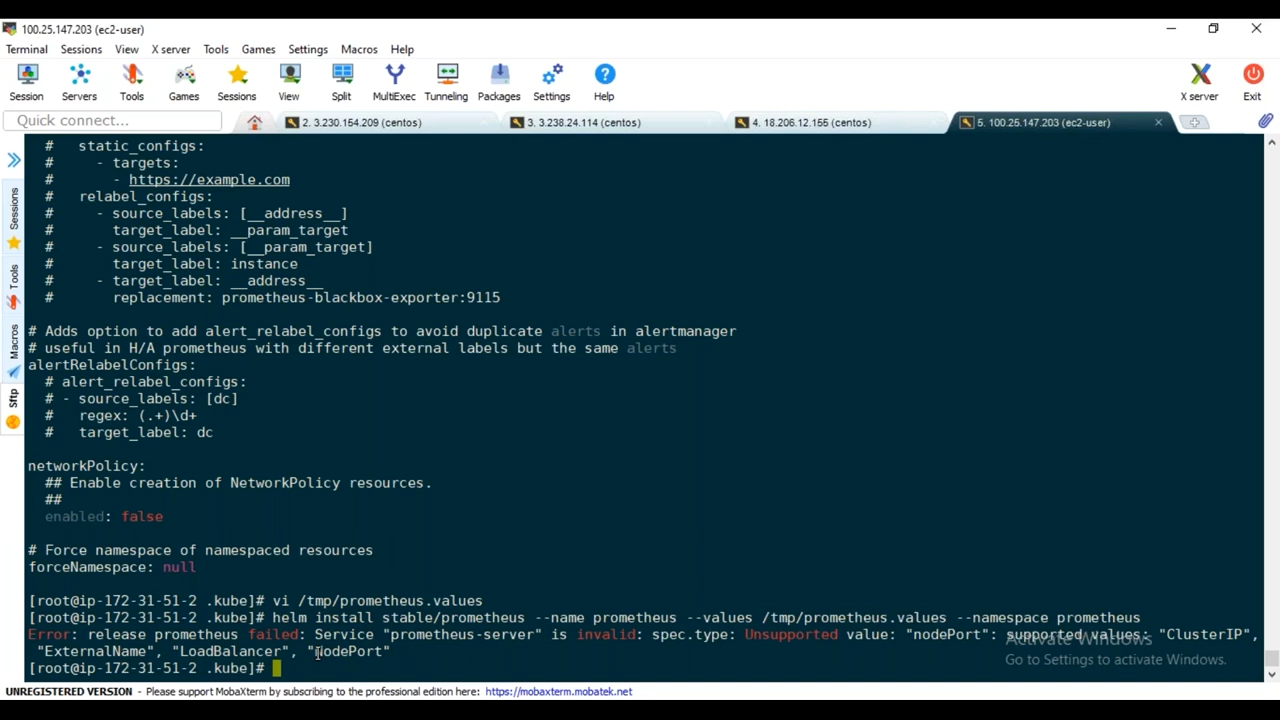 100.25.147.203 (ec2-user)
Terminal Sessions View X server Tools Games Settings Macros Help
Session Servers Tools Games Sessions View Split MultiExec Tunneling Packages Settings Help X server Exit
Quick connect...
2. 3.230.154.209 (centos)
3. 3.238.24.114 (centos)
4. 18.206.12.155 (centos)
5. 100.25.147.203 (ec2-user)
Sessions
Tools
Macros
Sftp
# static_configs:
# - targets:
# - https://example.com
# relabel_configs:
# - source_labels: [__address__]
# target_label: __param_target
# - source_labels: [__param_target]
# target_label: instance
# - target_label: __address__
# replacement: prometheus-blackbox-exporter:9115
# Adds option to add alert_relabel_configs to avoid duplicate alerts in alertmanager
# useful in H/A prometheus with different external labels but the same alerts
alertRelabelConfigs:
# alert_relabel_configs:
# - source_labels: [dc]
# regex: (.+)\d+
# target_label: dc
networkPolicy:
## Enable creation of NetworkPolicy resources.
##
enabled: false
# Force namespace of namespaced resources
forceNamespace: null
[root@ip-172-31-51-2 .kube]# vi /tmp/prometheus.values
[root@ip-172-31-51-2 .kube]# helm install stable/prometheus --name prometheus --values /tmp/prometheus.values --namespace prometheus
Error: release prometheus failed: Service "prometheus-server" is invalid: spec.type: Unsupported value: "nodePort": supported values: "ClusterIP",
"ExternalName", "LoadBalancer", "NodePort"
[root@ip-172-31-51-2 .kube]#
Activate Windows
Go to Settings to activate Windows.
UNREGISTERED VERSION - Please support MobaXterm by subscribing to the professional edition here: https://mobaxterm.mobatek.net